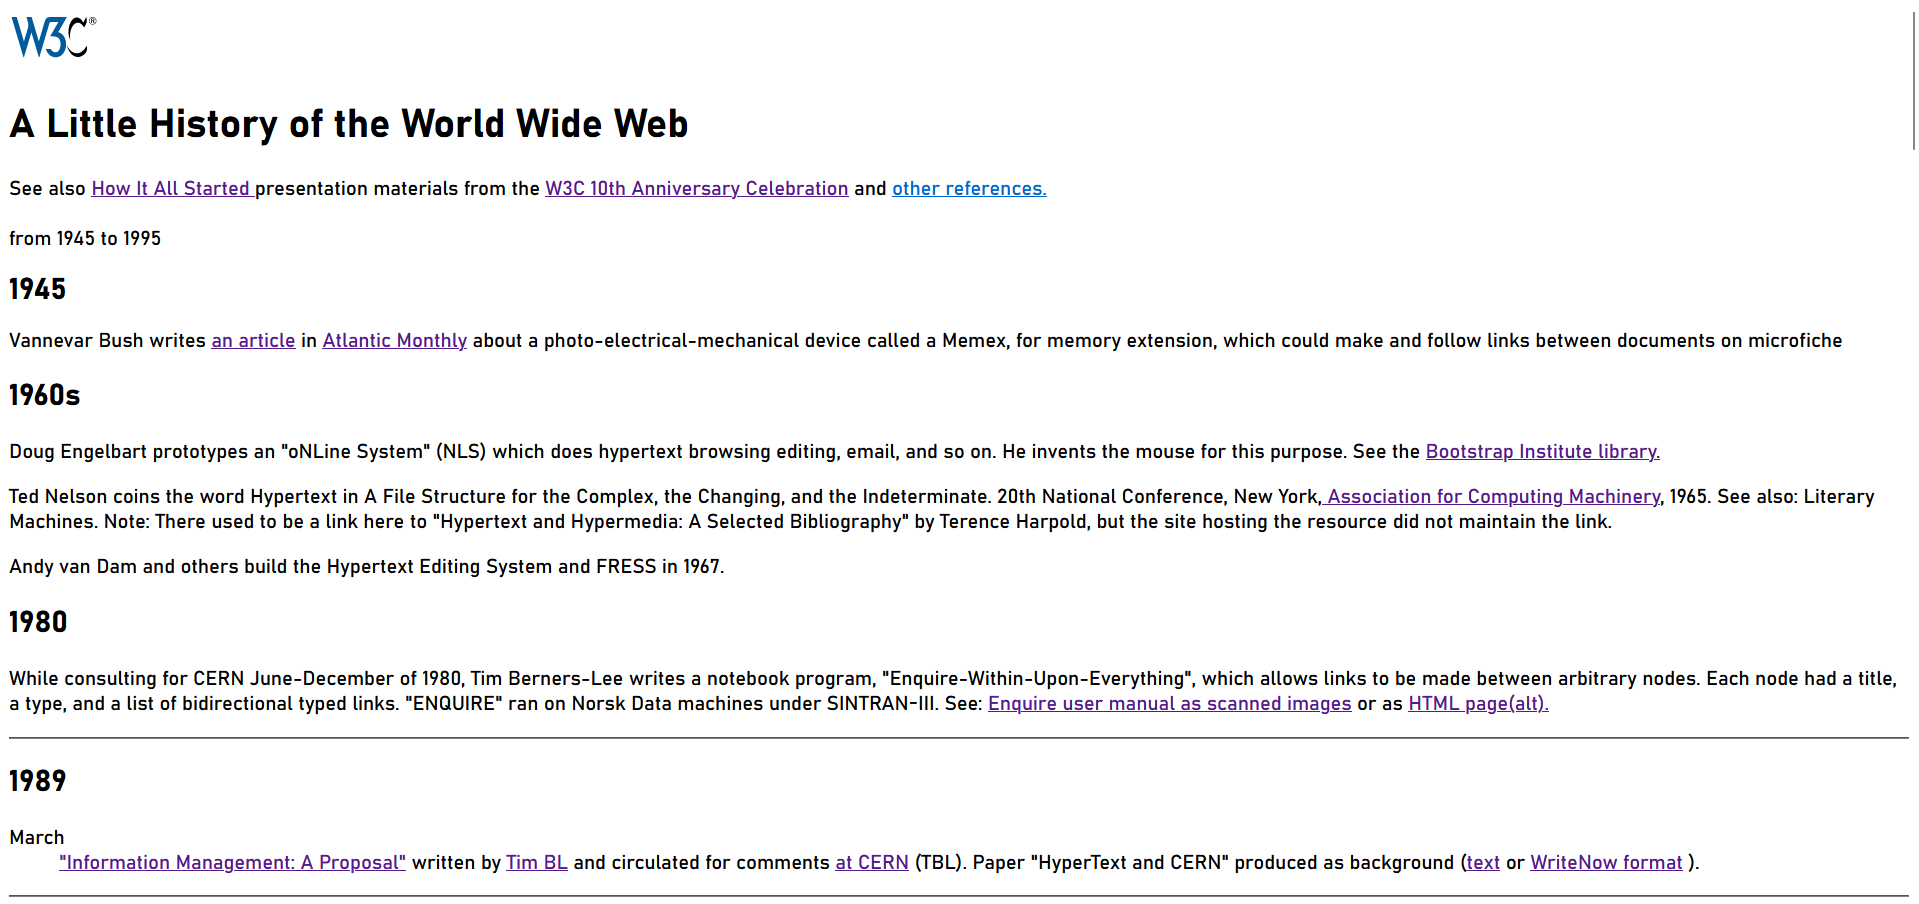 W3C®
A Little History of the World Wide Web
See also How It All Started presentation materials from the W3C 10th Anniversary Celebration and other references.
from 1945 to 1995
1945
Vannevar Bush writes an article in Atlantic Monthly about a photo-electrical-mechanical device called a Memex, for memory extension, which could make and follow links between documents on microfiche
1960s
Doug Engelbart prototypes an "oNLine System" (NLS) which does hypertext browsing editing, email, and so on. He invents the mouse for this purpose. See the Bootstrap Institute library.
Ted Nelson coins the word Hypertext in A File Structure for the Complex, the Changing, and the Indeterminate. 20th National Conference, New York, Association for Computing Machinery, 1965. See also: Literary
Machines. Note: There used to be a link here to "Hypertext and Hypermedia: A Selected Bibliography" by Terence Harpold, but the site hosting the resource did not maintain the link.
Andy van Dam and others build the Hypertext Editing System and FRESS in 1967.
1980
While consulting for CERN June-December of 1980, Tim Berners-Lee writes a notebook program, "Enquire-Within-Upon-Everything", which allows links to be made between arbitrary nodes. Each node had a title,
a type, and a list of bidirectional typed links. "ENQUIRE" ran on Norsk Data machines under SINTRAN-III. See: Enquire user manual as scanned images or as HTML page(alt).
1989
March
"Information Management: A Proposal" written by Tim BL and circulated for comments at CERN (TBL). Paper "HyperText and CERN" produced as background (text or WriteNow format ).